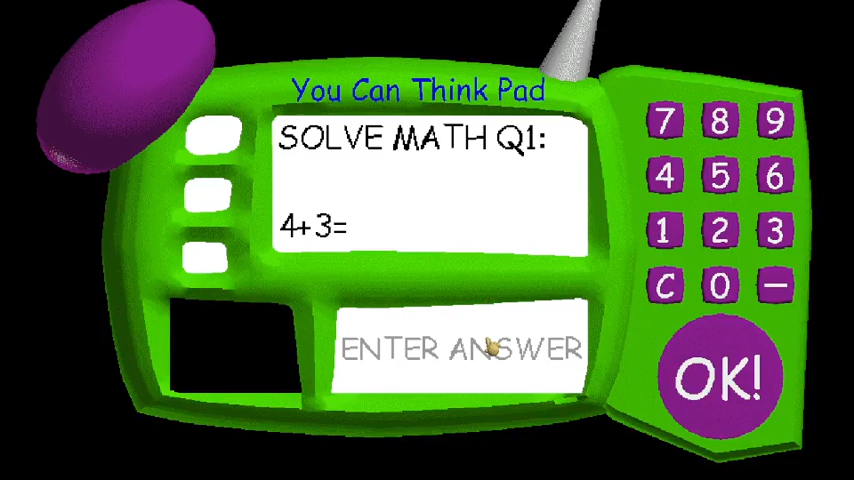 You Can Think Pad
SOLVE MATH Q1:
4+3=
ENTER ANSWER
7 8 9
4 5 6
1 2 3
C 0 −
OK!